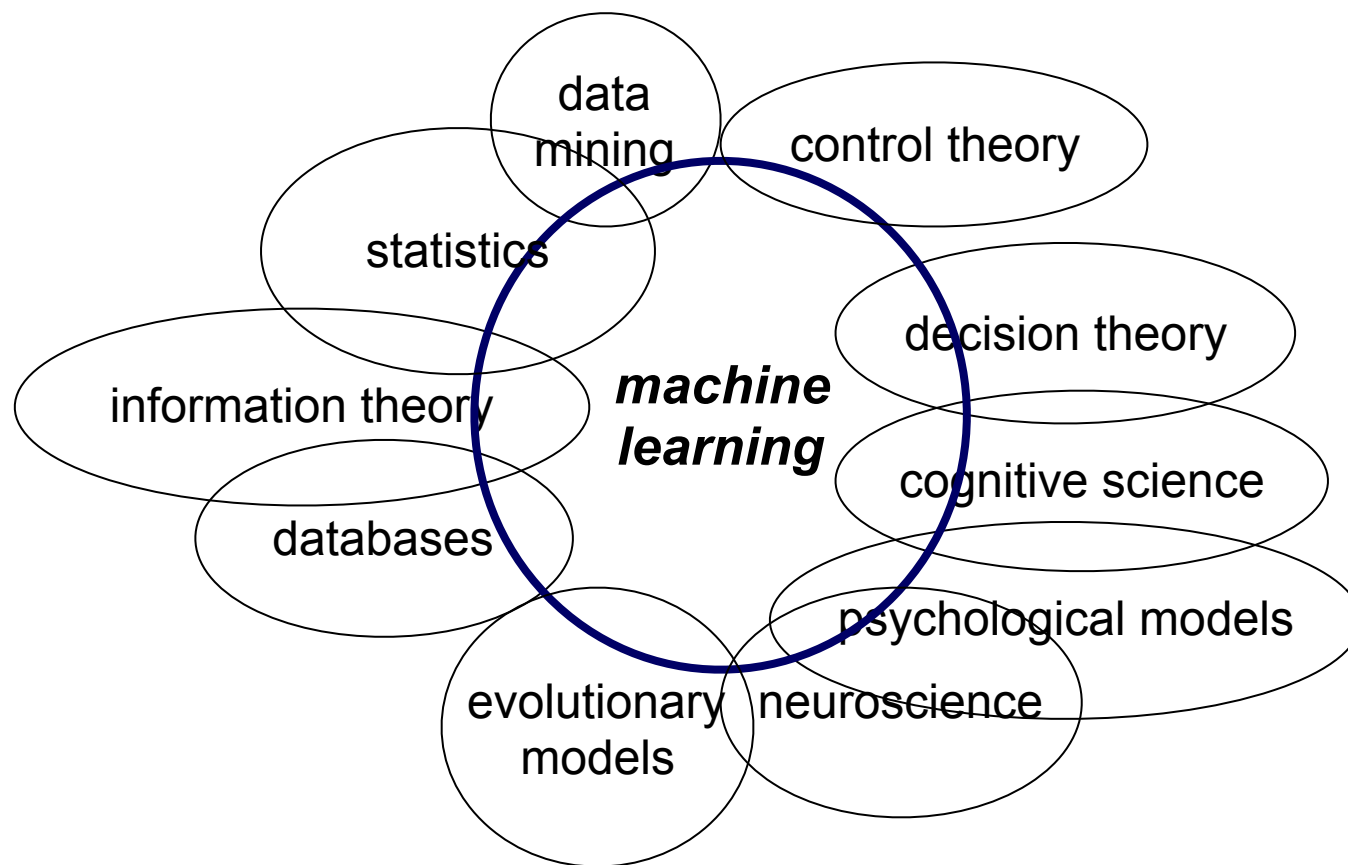 data
mining
control theory
statistics
decision theory
machine
learning
information theory
cognitive science
databases
psychological models
evolutionary
models
neuroscience